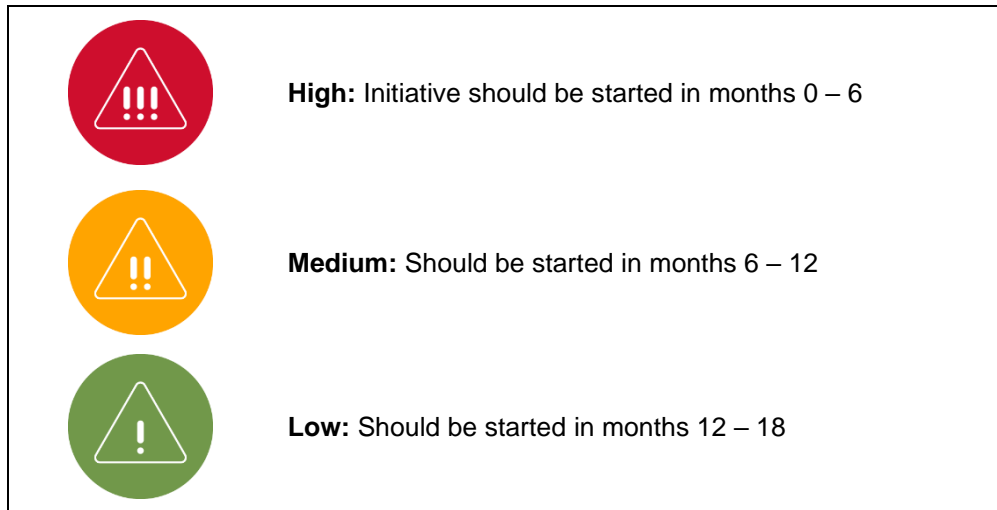 High: Initiative should be started in months 0 – 6
Medium: Should be started in months 6 – 12
Low: Should be started in months 12 – 18